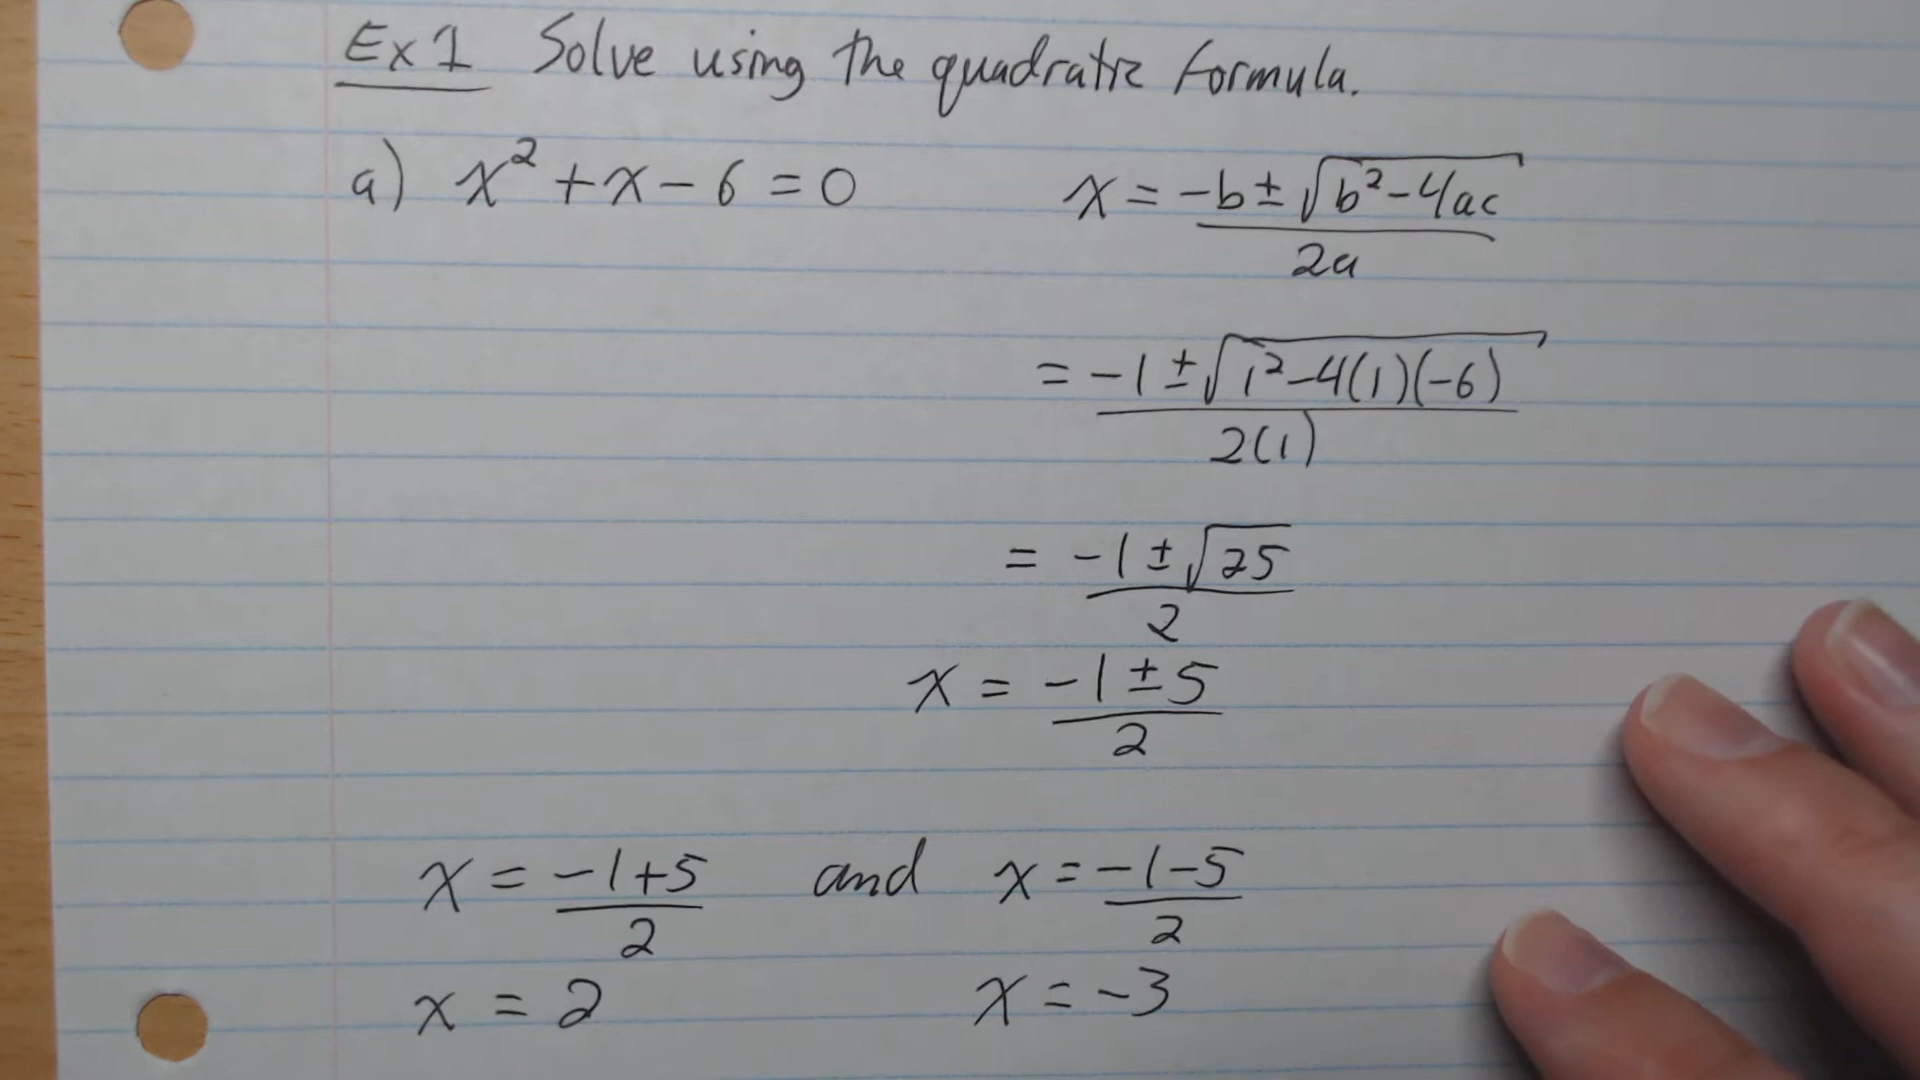 Ex 1 Solve using the quadratic formula.
a) x² + x - 6 = 0
x = -b ± √(b² - 4ac) / 2a
= -1 ± √(1² - 4(1)(-6)) / 2(1)
= -1 ± √25 / 2
x = -1 ± 5 / 2
x = -1+5 / 2 and x = -1-5 / 2
x = 2 x = -3